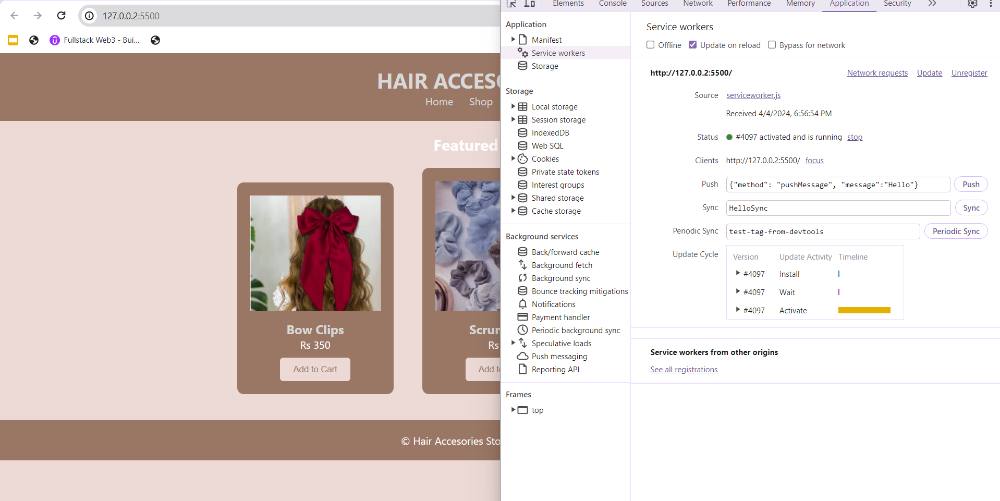 127.0.0.2:5500
Fullstack Web3 - Bui...
HAIR ACCES
Home Shop
Featured
Bow Clips
Rs 350
Add to Cart
Scrun
Rs
Add to
© Hair Accesories Sto
Elements Console Sources Network Performance Memory Application Security
Application
Manifest
Service workers
Storage
Storage
Local storage
Session storage
IndexedDB
Web SQL
Cookies
Private state tokens
Interest groups
Shared storage
Cache storage
Background services
Back/forward cache
Background fetch
Background sync
Bounce tracking mitigations
Notifications
Payment handler
Periodic background sync
Speculative loads
Push messaging
Reporting API
Frames
top
Service workers
Offline Update on reload Bypass for network
http://127.0.0.2:5500/ Network requests Update Unregister
Source serviceworker.js
Received 4/4/2024, 6:56:54 PM
Status #4097 activated and is running stop
Clients http://127.0.0.2:5500/ focus
Push {"method": "pushMessage", "message":"Hello"} Push
Sync HelloSync Sync
Periodic Sync test-tag-from-devtools Periodic Sync
Update Cycle Version Update Activity Timeline
#4097 Install
#4097 Wait
#4097 Activate
Service workers from other origins
See all registrations